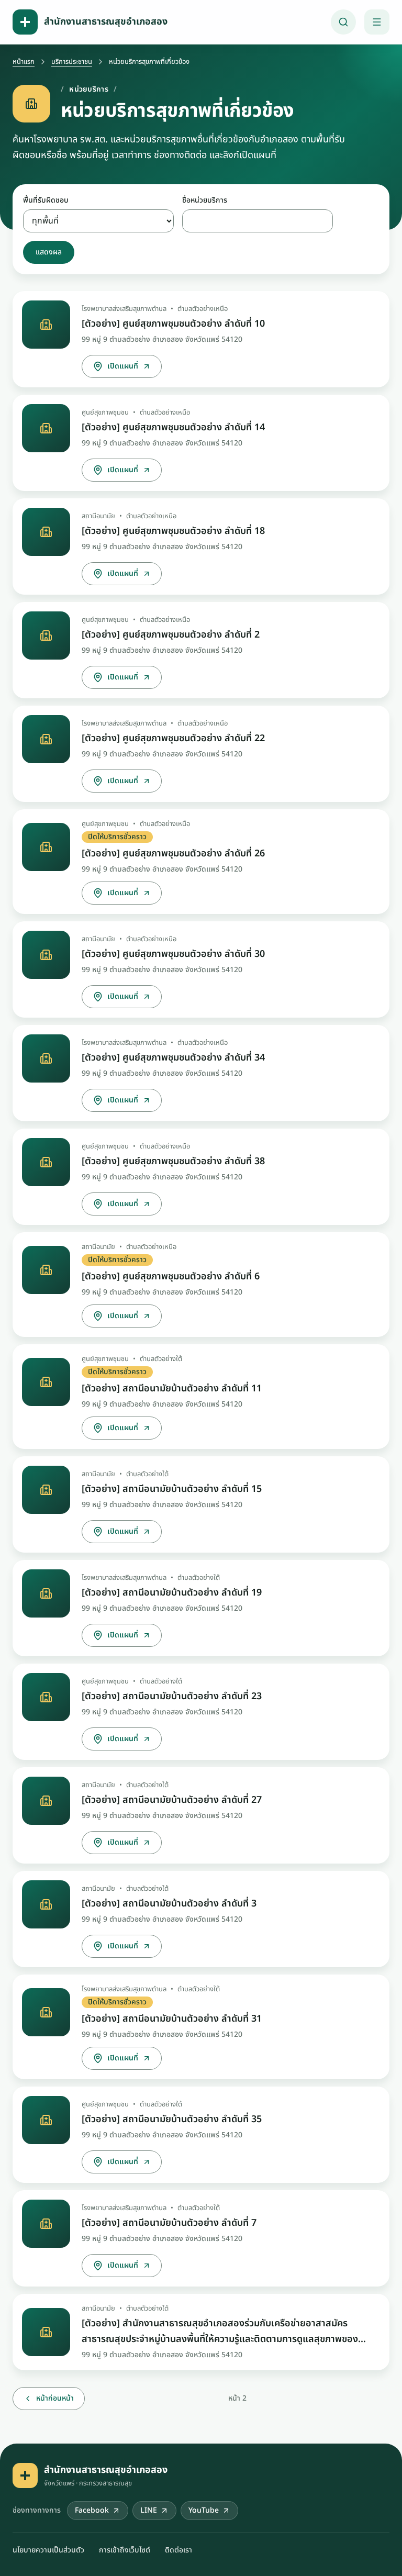 สำนักงานสาธารณสุขอำเภอสอง
หน้าแรก > บริการประชาชน > หน่วยบริการสุขภาพที่เกี่ยวข้อง
/ หน่วยบริการ /
หน่วยบริการสุขภาพที่เกี่ยวข้อง
ค้นหาโรงพยาบาล รพ.สต. และหน่วยบริการสุขภาพอื่นที่เกี่ยวข้องกับอำเภอสอง ตามพื้นที่รับ
ผิดชอบหรือชื่อ พร้อมที่อยู่ เวลาทำการ ช่องทางติดต่อ และลิงก์เปิดแผนที่
พื้นที่รับผิดชอบ
ชื่อหน่วยบริการ
ทุกพื้นที่
แสดงผล
โรงพยาบาลส่งเสริมสุขภาพตำบล • ตำบลตัวอย่างเหนือ
[ตัวอย่าง] ศูนย์สุขภาพชุมชนตัวอย่าง ลำดับที่ 10
99 หมู่ 9 ตำบลตัวอย่าง อำเภอสอง จังหวัดแพร่ 54120
เปิดแผนที่
ศูนย์สุขภาพชุมชน • ตำบลตัวอย่างเหนือ
[ตัวอย่าง] ศูนย์สุขภาพชุมชนตัวอย่าง ลำดับที่ 14
99 หมู่ 9 ตำบลตัวอย่าง อำเภอสอง จังหวัดแพร่ 54120
เปิดแผนที่
สถานีอนามัย • ตำบลตัวอย่างเหนือ
[ตัวอย่าง] ศูนย์สุขภาพชุมชนตัวอย่าง ลำดับที่ 18
99 หมู่ 9 ตำบลตัวอย่าง อำเภอสอง จังหวัดแพร่ 54120
เปิดแผนที่
ศูนย์สุขภาพชุมชน • ตำบลตัวอย่างเหนือ
[ตัวอย่าง] ศูนย์สุขภาพชุมชนตัวอย่าง ลำดับที่ 2
99 หมู่ 9 ตำบลตัวอย่าง อำเภอสอง จังหวัดแพร่ 54120
เปิดแผนที่
โรงพยาบาลส่งเสริมสุขภาพตำบล • ตำบลตัวอย่างเหนือ
[ตัวอย่าง] ศูนย์สุขภาพชุมชนตัวอย่าง ลำดับที่ 22
99 หมู่ 9 ตำบลตัวอย่าง อำเภอสอง จังหวัดแพร่ 54120
เปิดแผนที่
ศูนย์สุขภาพชุมชน • ตำบลตัวอย่างเหนือ
ปิดให้บริการชั่วคราว
[ตัวอย่าง] ศูนย์สุขภาพชุมชนตัวอย่าง ลำดับที่ 26
99 หมู่ 9 ตำบลตัวอย่าง อำเภอสอง จังหวัดแพร่ 54120
เปิดแผนที่
สถานีอนามัย • ตำบลตัวอย่างเหนือ
[ตัวอย่าง] ศูนย์สุขภาพชุมชนตัวอย่าง ลำดับที่ 30
99 หมู่ 9 ตำบลตัวอย่าง อำเภอสอง จังหวัดแพร่ 54120
เปิดแผนที่
โรงพยาบาลส่งเสริมสุขภาพตำบล • ตำบลตัวอย่างเหนือ
[ตัวอย่าง] ศูนย์สุขภาพชุมชนตัวอย่าง ลำดับที่ 34
99 หมู่ 9 ตำบลตัวอย่าง อำเภอสอง จังหวัดแพร่ 54120
เปิดแผนที่
ศูนย์สุขภาพชุมชน • ตำบลตัวอย่างเหนือ
[ตัวอย่าง] ศูนย์สุขภาพชุมชนตัวอย่าง ลำดับที่ 38
99 หมู่ 9 ตำบลตัวอย่าง อำเภอสอง จังหวัดแพร่ 54120
เปิดแผนที่
สถานีอนามัย • ตำบลตัวอย่างเหนือ
ปิดให้บริการชั่วคราว
[ตัวอย่าง] ศูนย์สุขภาพชุมชนตัวอย่าง ลำดับที่ 6
99 หมู่ 9 ตำบลตัวอย่าง อำเภอสอง จังหวัดแพร่ 54120
เปิดแผนที่
ศูนย์สุขภาพชุมชน • ตำบลตัวอย่างใต้
ปิดให้บริการชั่วคราว
[ตัวอย่าง] สถานีอนามัยบ้านตัวอย่าง ลำดับที่ 11
99 หมู่ 9 ตำบลตัวอย่าง อำเภอสอง จังหวัดแพร่ 54120
เปิดแผนที่
สถานีอนามัย • ตำบลตัวอย่างใต้
[ตัวอย่าง] สถานีอนามัยบ้านตัวอย่าง ลำดับที่ 15
99 หมู่ 9 ตำบลตัวอย่าง อำเภอสอง จังหวัดแพร่ 54120
เปิดแผนที่
โรงพยาบาลส่งเสริมสุขภาพตำบล • ตำบลตัวอย่างใต้
[ตัวอย่าง] สถานีอนามัยบ้านตัวอย่าง ลำดับที่ 19
99 หมู่ 9 ตำบลตัวอย่าง อำเภอสอง จังหวัดแพร่ 54120
เปิดแผนที่
ศูนย์สุขภาพชุมชน • ตำบลตัวอย่างใต้
[ตัวอย่าง] สถานีอนามัยบ้านตัวอย่าง ลำดับที่ 23
99 หมู่ 9 ตำบลตัวอย่าง อำเภอสอง จังหวัดแพร่ 54120
เปิดแผนที่
สถานีอนามัย • ตำบลตัวอย่างใต้
[ตัวอย่าง] สถานีอนามัยบ้านตัวอย่าง ลำดับที่ 27
99 หมู่ 9 ตำบลตัวอย่าง อำเภอสอง จังหวัดแพร่ 54120
เปิดแผนที่
สถานีอนามัย • ตำบลตัวอย่างใต้
[ตัวอย่าง] สถานีอนามัยบ้านตัวอย่าง ลำดับที่ 3
99 หมู่ 9 ตำบลตัวอย่าง อำเภอสอง จังหวัดแพร่ 54120
เปิดแผนที่
โรงพยาบาลส่งเสริมสุขภาพตำบล • ตำบลตัวอย่างใต้
ปิดให้บริการชั่วคราว
[ตัวอย่าง] สถานีอนามัยบ้านตัวอย่าง ลำดับที่ 31
99 หมู่ 9 ตำบลตัวอย่าง อำเภอสอง จังหวัดแพร่ 54120
เปิดแผนที่
ศูนย์สุขภาพชุมชน • ตำบลตัวอย่างใต้
[ตัวอย่าง] สถานีอนามัยบ้านตัวอย่าง ลำดับที่ 35
99 หมู่ 9 ตำบลตัวอย่าง อำเภอสอง จังหวัดแพร่ 54120
เปิดแผนที่
โรงพยาบาลส่งเสริมสุขภาพตำบล • ตำบลตัวอย่างใต้
[ตัวอย่าง] สถานีอนามัยบ้านตัวอย่าง ลำดับที่ 7
99 หมู่ 9 ตำบลตัวอย่าง อำเภอสอง จังหวัดแพร่ 54120
เปิดแผนที่
สถานีอนามัย • ตำบลตัวอย่างใต้
[ตัวอย่าง] สำนักงานสาธารณสุขอำเภอสองร่วมกับเครือข่ายอาสาสมัคร
สาธารณสุขประจำหมู่บ้านลงพื้นที่ให้ความรู้และติดตามการดูแลสุขภาพของ...
99 หมู่ 9 ตำบลตัวอย่าง อำเภอสอง จังหวัดแพร่ 54120
หน้าก่อนหน้า
หน้า 2
สำนักงานสาธารณสุขอำเภอสอง
จังหวัดแพร่ · กระทรวงสาธารณสุข
ช่องทางทางการ Facebook LINE YouTube
นโยบายความเป็นส่วนตัว การเข้าถึงเว็บไซต์ ติดต่อเรา